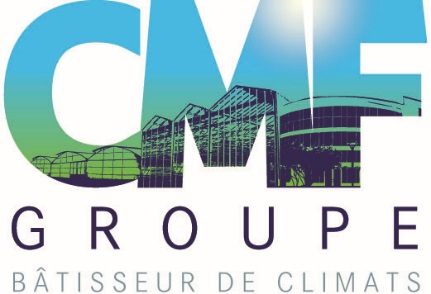 CMF
GROUPE
BÂTISSEUR DE CLIMATS